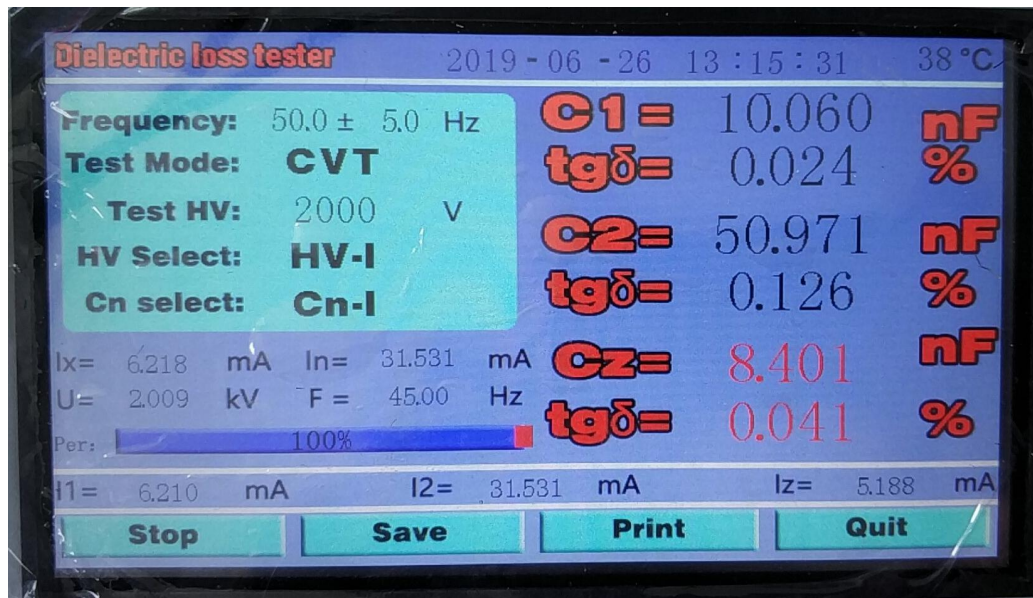 Dielectric loss tester 2019-06-26 13:15:31 38℃
Frequency: 50.0 ± 5.0 Hz
Test Mode: CVT
Test HV: 2000 V
HV Select: HV-I
Cn select: Cn-I
C1= 10.060 nF
tgδ= 0.024 %
C2= 50.971 nF
tgδ= 0.126 %
Cz= 8.401 nF
tgδ= 0.041 %
Ix= 6.218 mA In= 31.531 mA
U= 2.009 kV F= 45.00 Hz
Per: 100%
I1= 6.210 mA I2= 31.531 mA Iz= 5.188 mA
Stop Save Print Quit